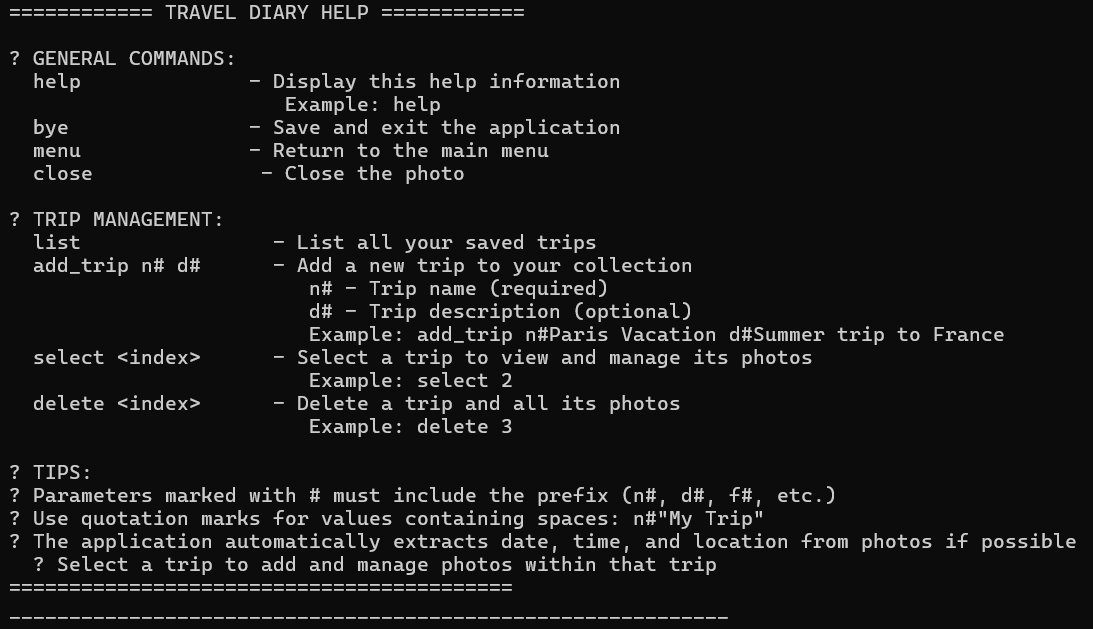 ============ TRAVEL DIARY HELP ============
? GENERAL COMMANDS:
help - Display this help information
Example: help
bye - Save and exit the application
menu - Return to the main menu
close - Close the photo
? TRIP MANAGEMENT:
list - List all your saved trips
add_trip n# d# - Add a new trip to your collection
n# - Trip name (required)
d# - Trip description (optional)
Example: add_trip n#Paris Vacation d#Summer trip to France
select <index> - Select a trip to view and manage its photos
Example: select 2
delete <index> - Delete a trip and all its photos
Example: delete 3
? TIPS:
? Parameters marked with # must include the prefix (n#, d#, f#, etc.)
? Use quotation marks for values containing spaces: n#"My Trip"
? The application automatically extracts date, time, and location from photos if possible
? Select a trip to add and manage photos within that trip
==========================================
____________________________________________________________